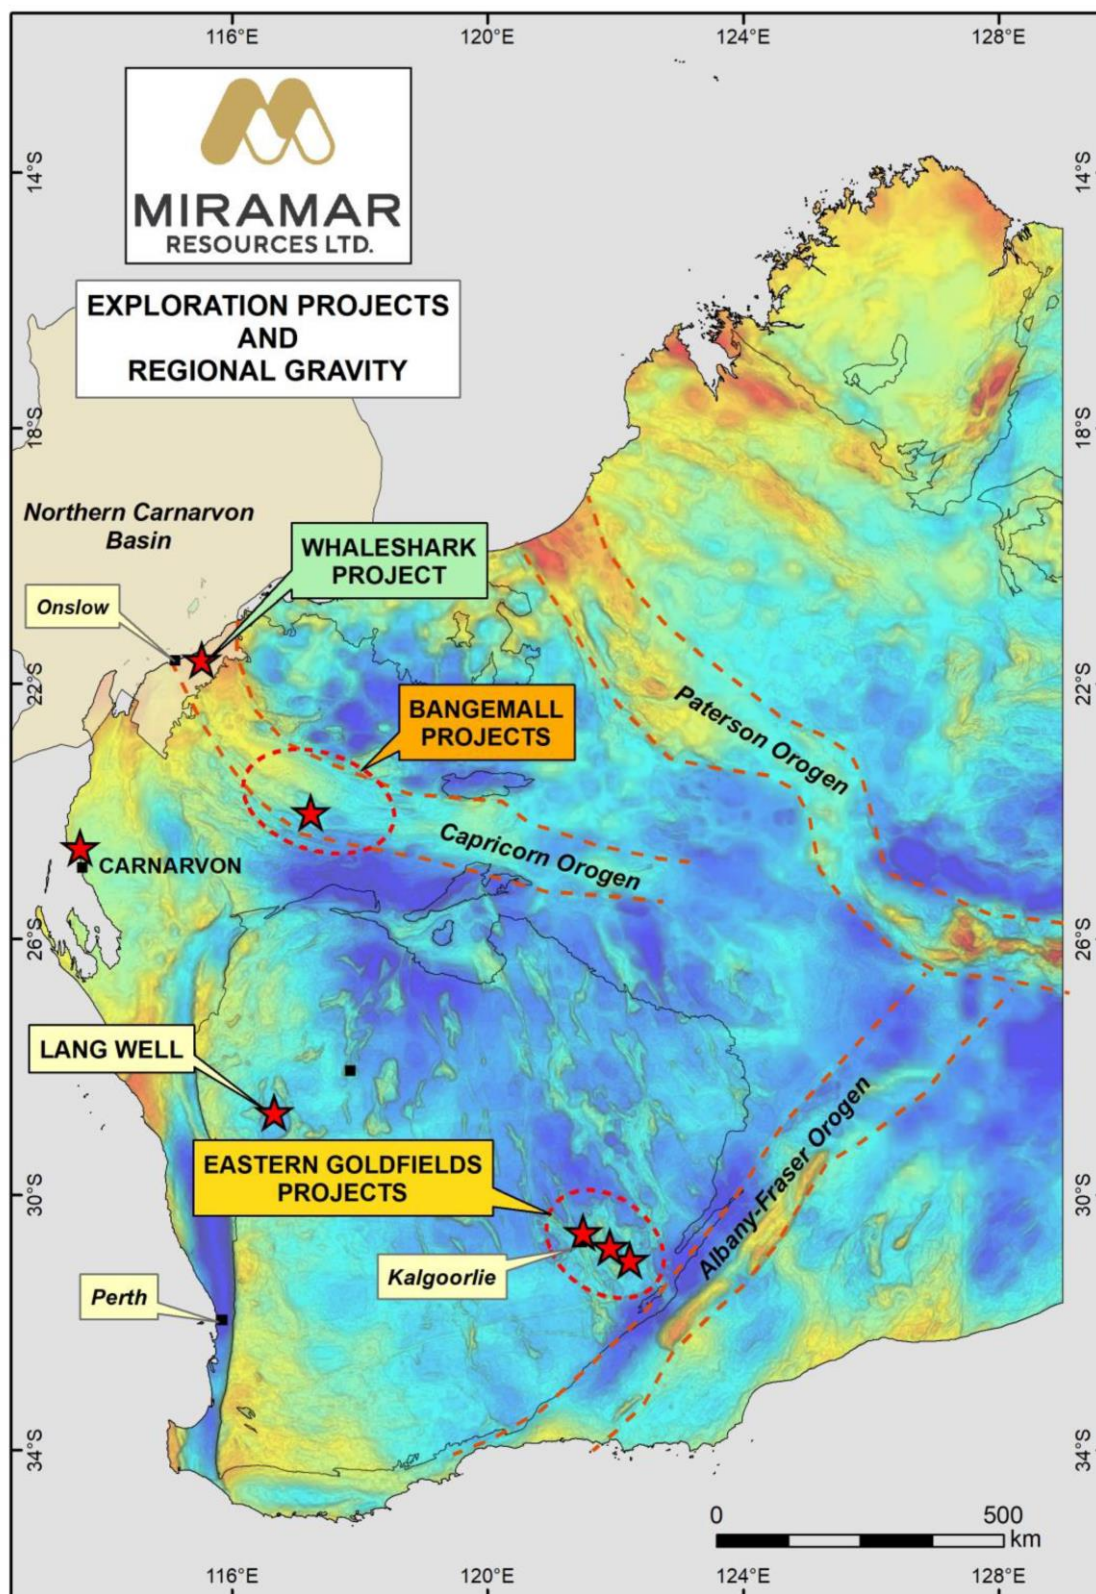 116°E
120°E
124°E
128°E
14°S
14°S
MIRAMAR
RESOURCES LTD.
EXPLORATION PROJECTS
AND
REGIONAL GRAVITY
18°S
18°S
Northern Carnarvon
Basin
WHALESHARK
PROJECT
Onslow
22°S
22°S
BANGEMALL
PROJECTS
Paterson Orogen
Capricorn Orogen
CARNARVON
26°S
26°S
LANG WELL
Albany-Fraser Orogen
EASTERN GOLDFIELDS
PROJECTS
30°S
30°S
Kalgoorlie
Perth
34°S
34°S
0
500
km
116°E
120°E
124°E
128°E